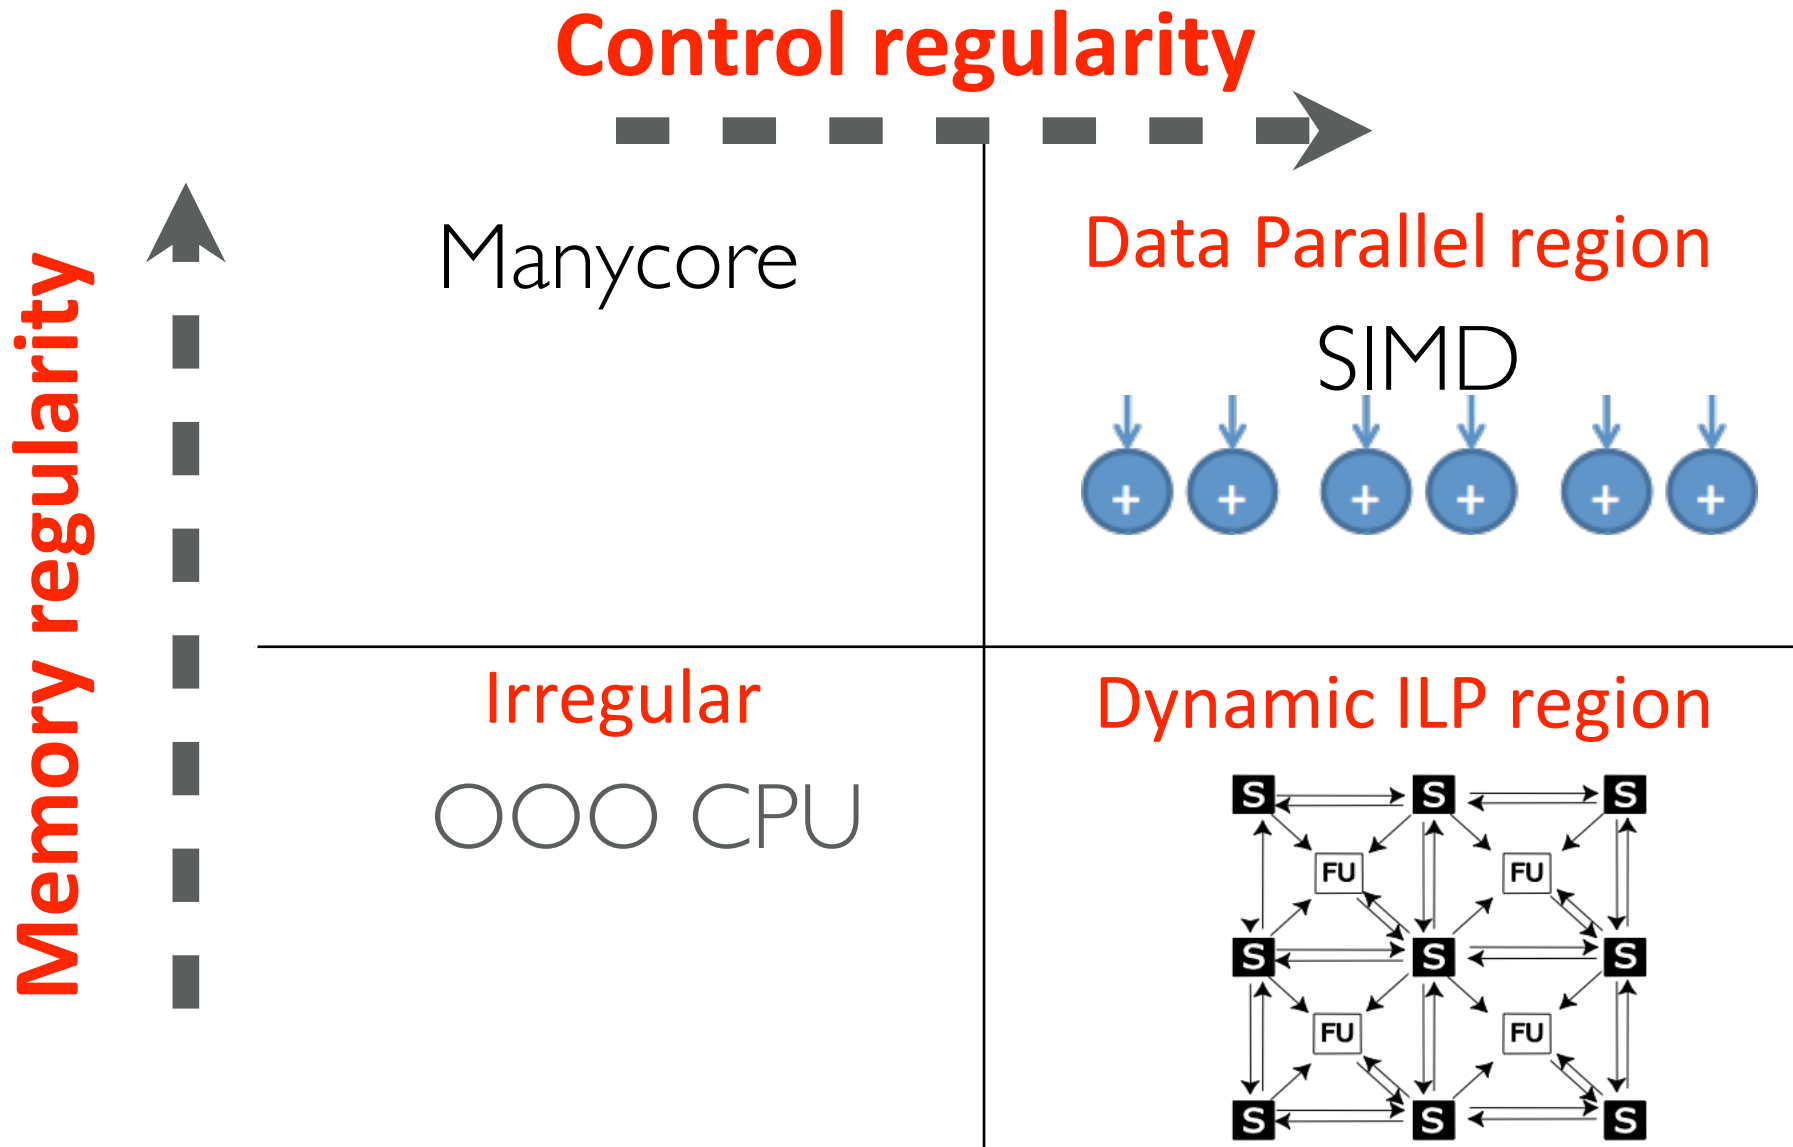 Control regularity
Memory regularity
Manycore
Data Parallel region
SIMD
+ + + + + +
Irregular
OOO CPU
Dynamic ILP region
S S S
FU FU
S S S
FU FU
S S S